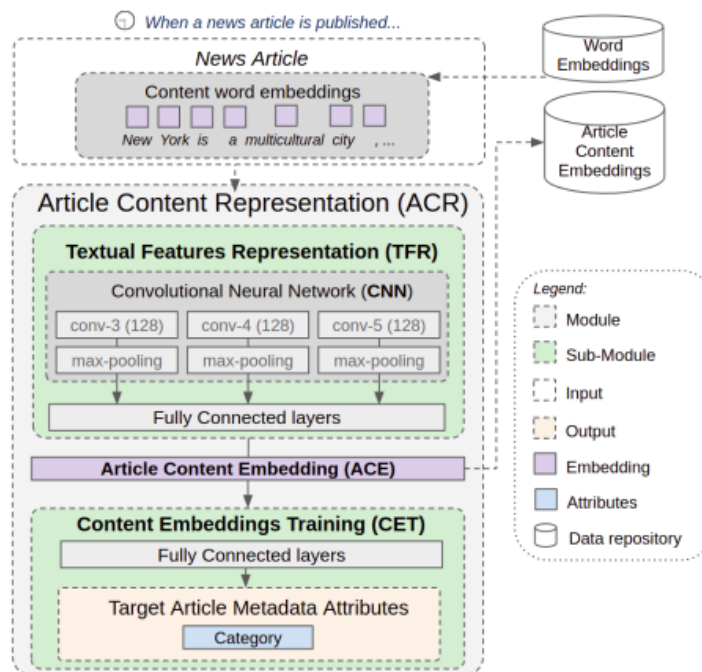 When a news article is published...
News Article
Content word embeddings
New York is a multicultural city , ...
Word
Embeddings
Article
Content
Embeddings
Article Content Representation (ACR)
Textual Features Representation (TFR)
Convolutional Neural Network (CNN)
conv-3 (128) conv-4 (128) conv-5 (128)
max-pooling max-pooling max-pooling
Fully Connected layers
Article Content Embedding (ACE)
Content Embeddings Training (CET)
Fully Connected layers
Target Article Metadata Attributes
Category
Legend:
Module
Sub-Module
Input
Output
Embedding
Attributes
Data repository